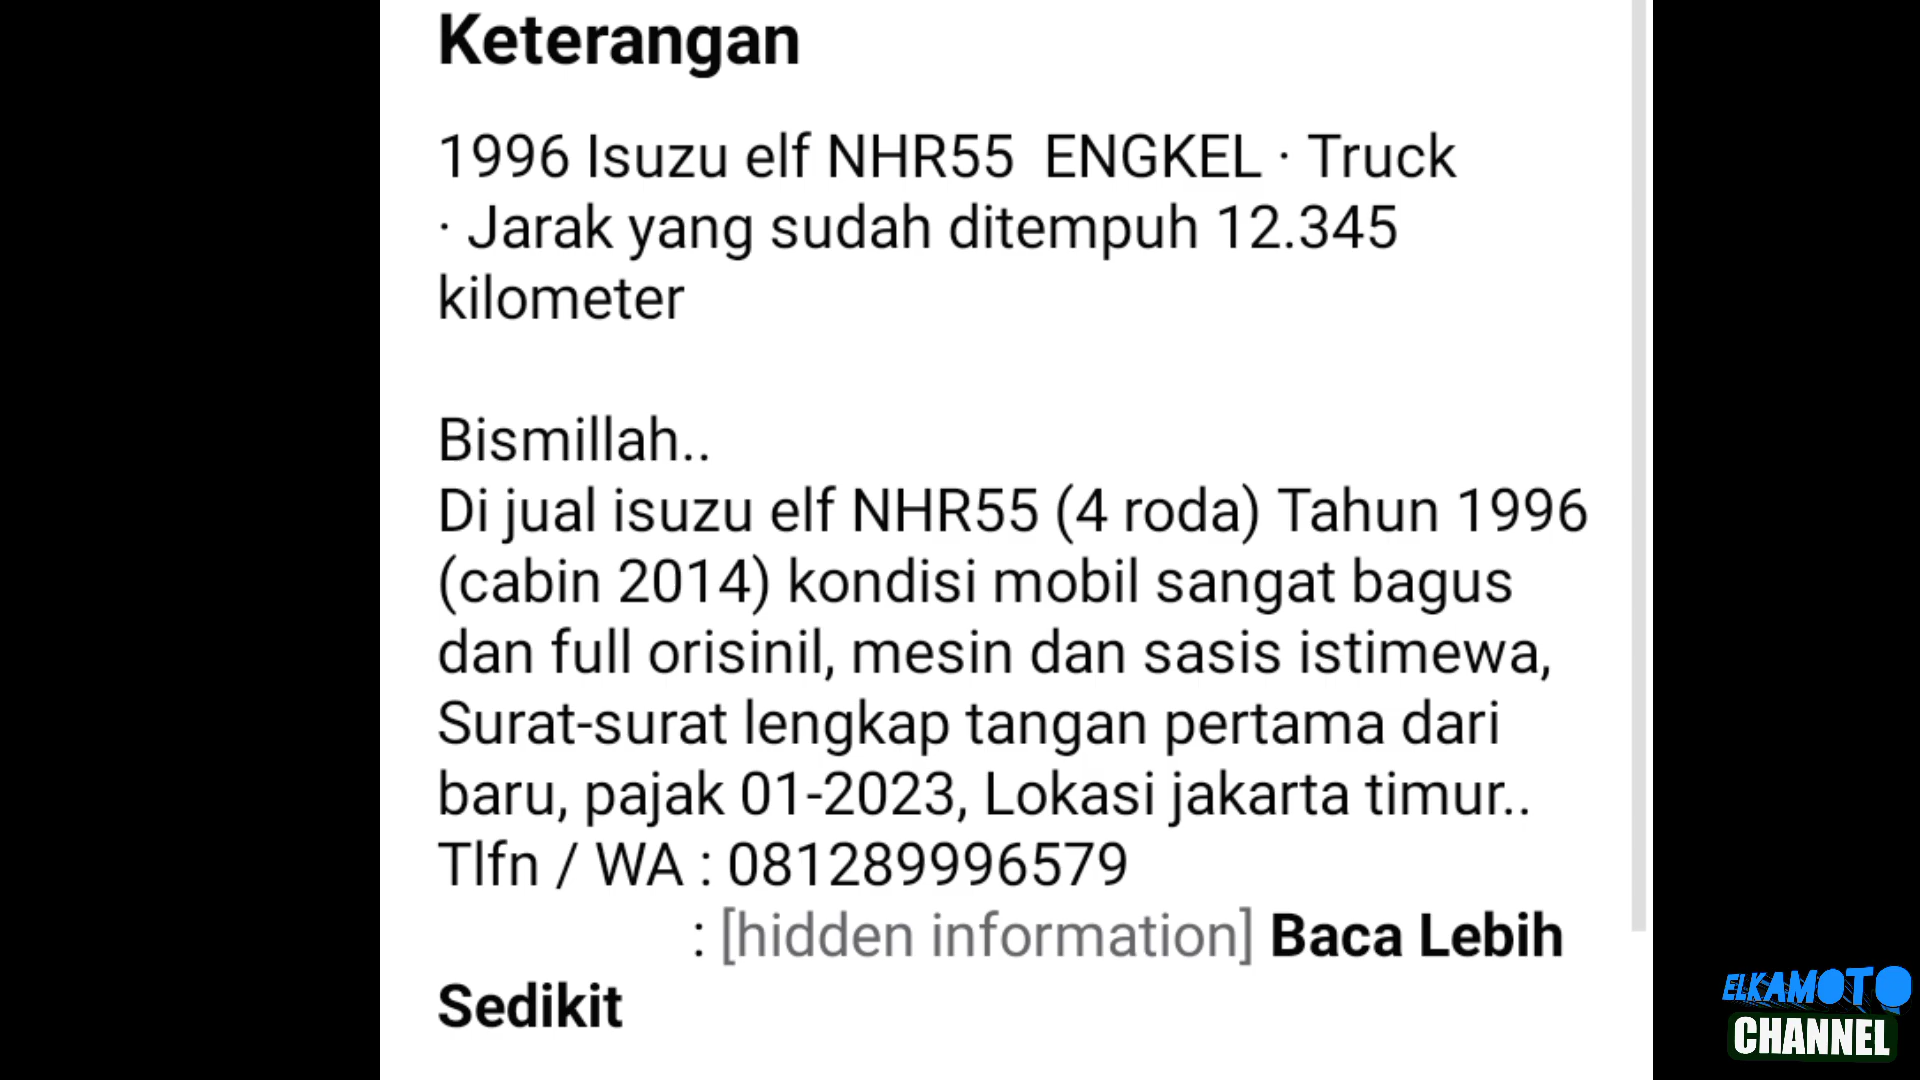 Keterangan
1996 Isuzu elf NHR55  ENGKEL · Truck
· Jarak yang sudah ditempuh 12.345
kilometer
Bismillah..
Di jual isuzu elf NHR55 (4 roda) Tahun 1996
(cabin 2014) kondisi mobil sangat bagus
dan full orisinil, mesin dan sasis istimewa,
Surat-surat lengkap tangan pertama dari
baru, pajak 01-2023, Lokasi jakarta timur..
Tlfn / WA : 081289996579
: [hidden information] Baca Lebih
Sedikit
ELKAMOTO
CHANNEL